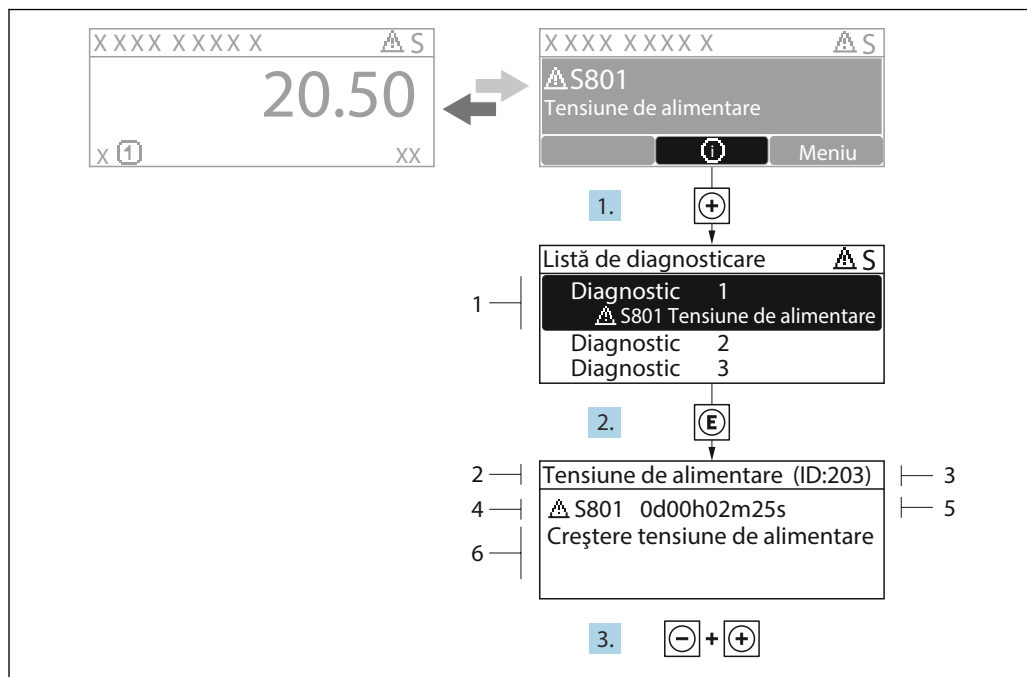 X XXXX X XXX X ⚠ S
20.50
X 1 XX
X XXXX X XXX X ⚠ S
⚠ S801
Tensiune de alimentare
i Meniu
1. +
Listă de diagnosticare ⚠ S
1
Diagnostic 1
⚠ S801 Tensiune de alimentare
Diagnostic 2
Diagnostic 3
2. E
2 Tensiune de alimentare (ID:203) 3
4 ⚠ S801 0d00h02m25s 5
6 Creştere tensiune de alimentare
3. - + +